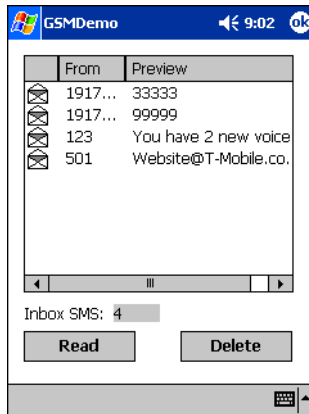 GSMDemo 9:02 ok
From Preview
1917... 33333
1917... 99999
123 You have 2 new voice
501 Website@T-Mobile.co.
Inbox SMS: 4
Read Delete